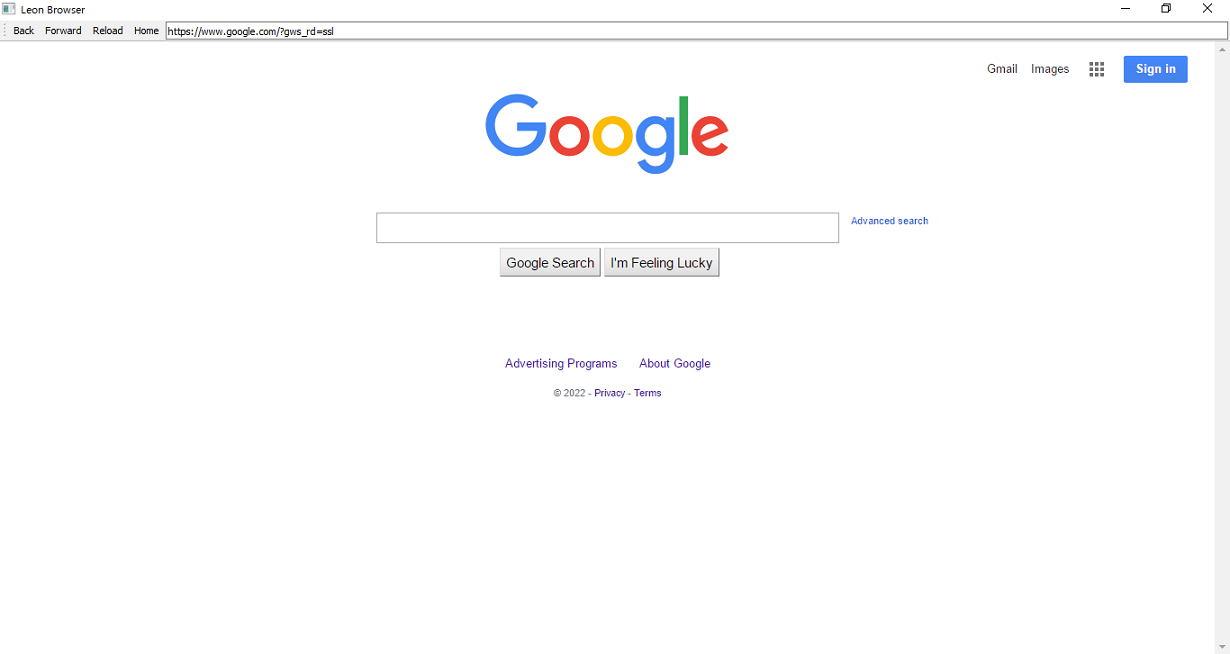 Leon Browser
Back Forward Reload Home https://www.google.com/?gws_rd=ssl
Gmail Images Sign in
Google
Advanced search
Google Search I'm Feeling Lucky
Advertising Programs About Google
© 2022 - Privacy - Terms